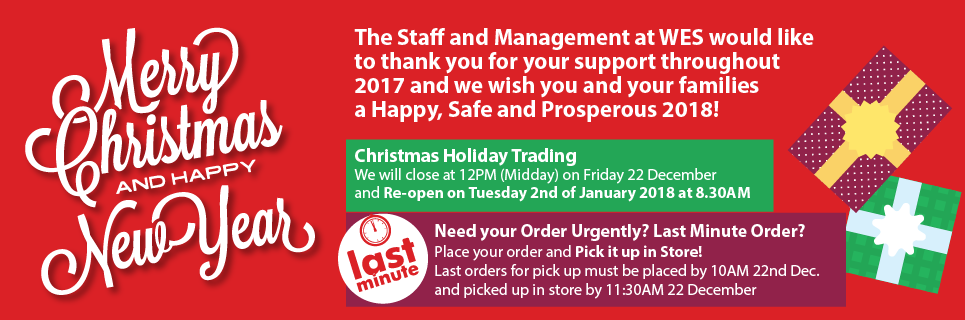 Merry
Christmas
AND HAPPY
New Year
The Staff and Management at WES would like
to thank you for your support throughout
2017 and we wish you and your families
a Happy, Safe and Prosperous 2018!
Christmas Holiday Trading
We will close at 12PM (Midday) on Friday 22 December
and Re-open on Tuesday 2nd of January 2018 at 8.30AM
last
minute
Need your Order Urgently? Last Minute Order?
Place your order and Pick it up in Store!
Last orders for pick up must be placed by 10AM 22nd Dec.
and picked up in store by 11:30AM 22 December